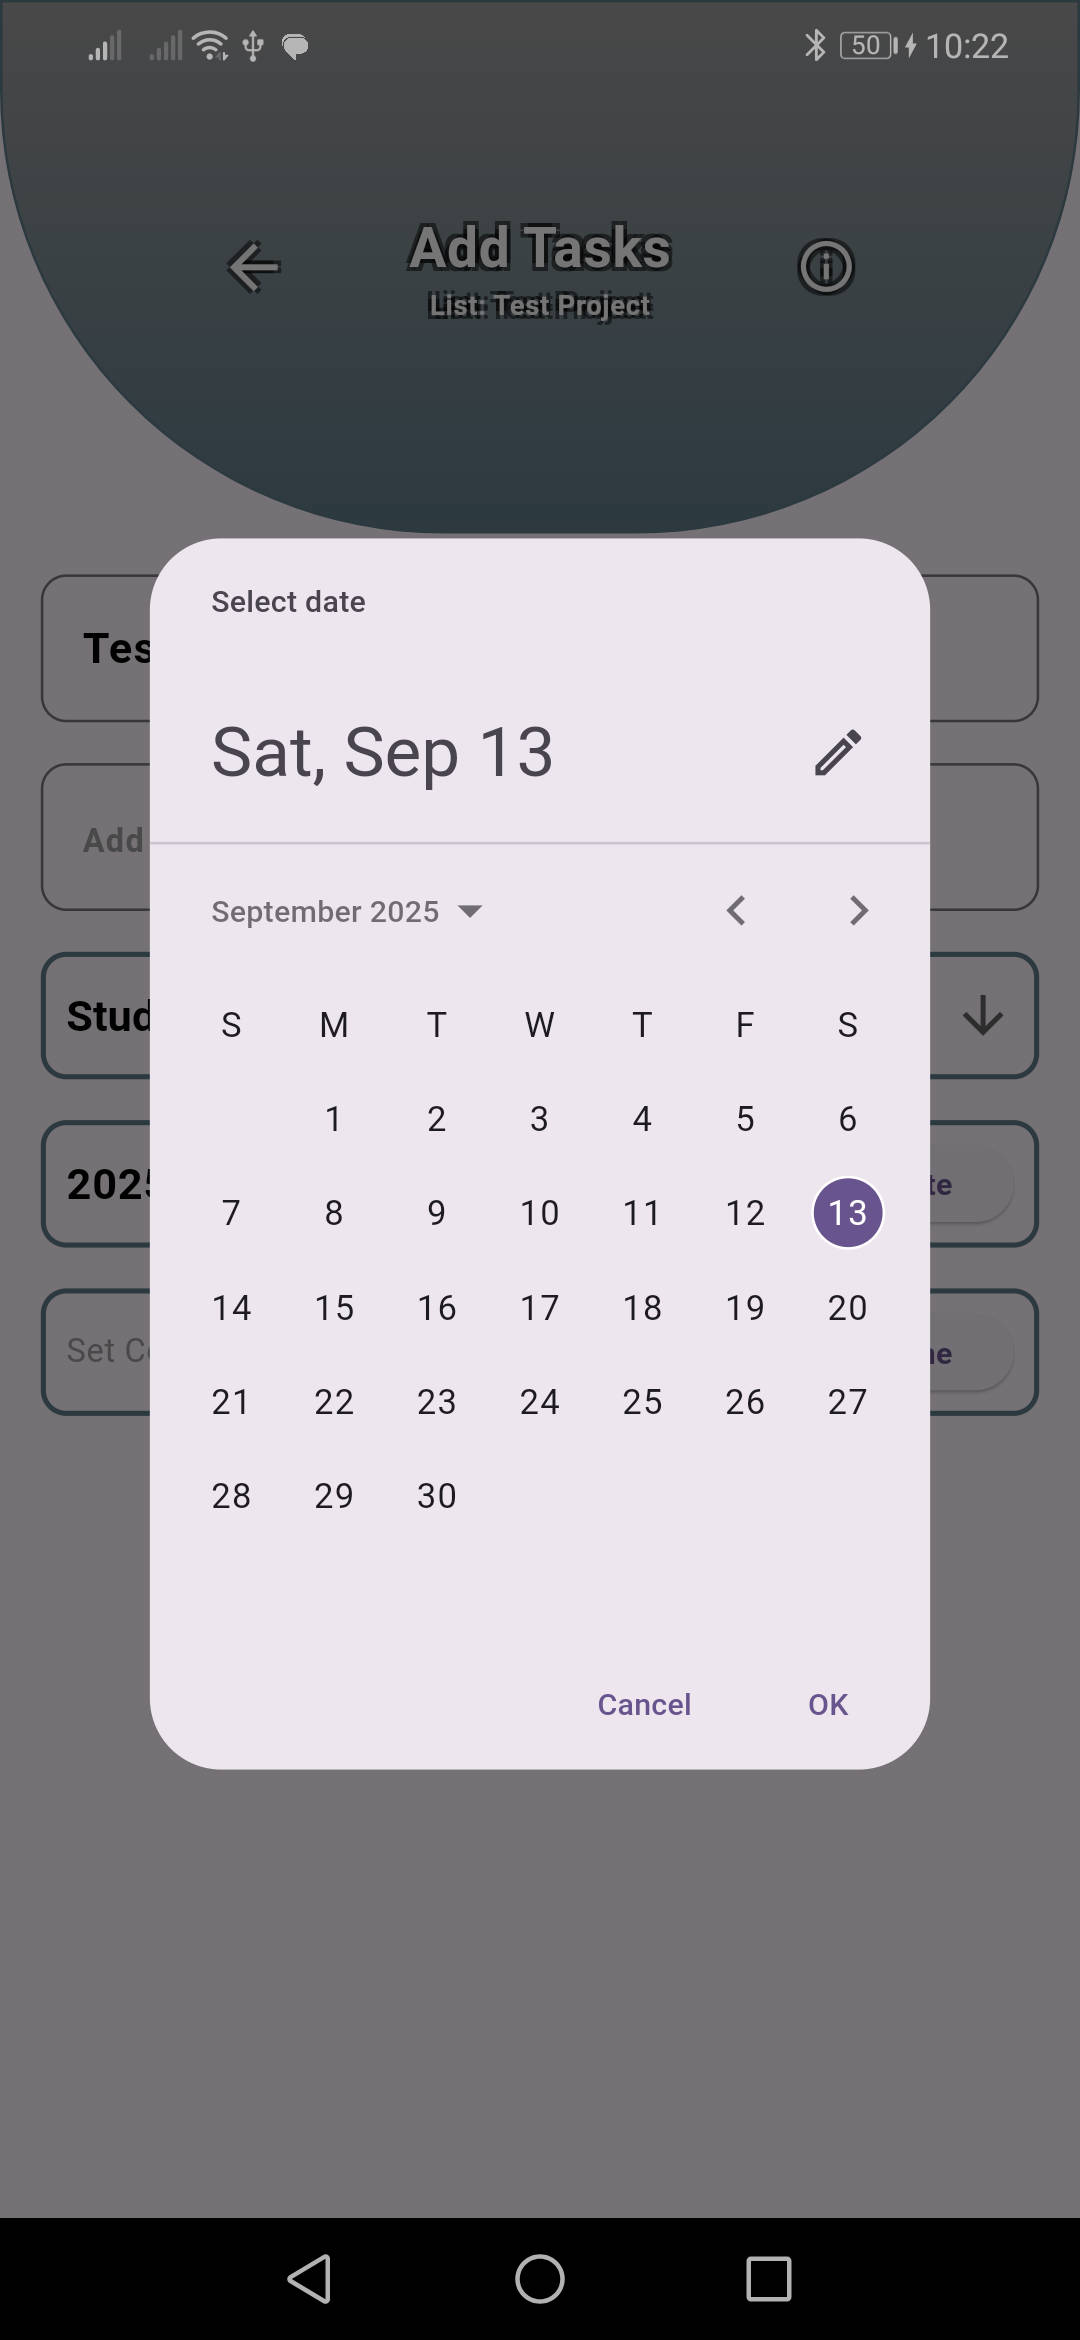 50 10:22
Add Tasks
List: Test Project
Select date
Tes
Sat, Sep 13
Add
September 2025
S M T W T F S
Stud
1 2 3 4 5 6
2025
7 8 9 10 11 12 13
te
14 15 16 17 18 19 20
Set C
ne
21 22 23 24 25 26 27
28 29 30
Cancel OK